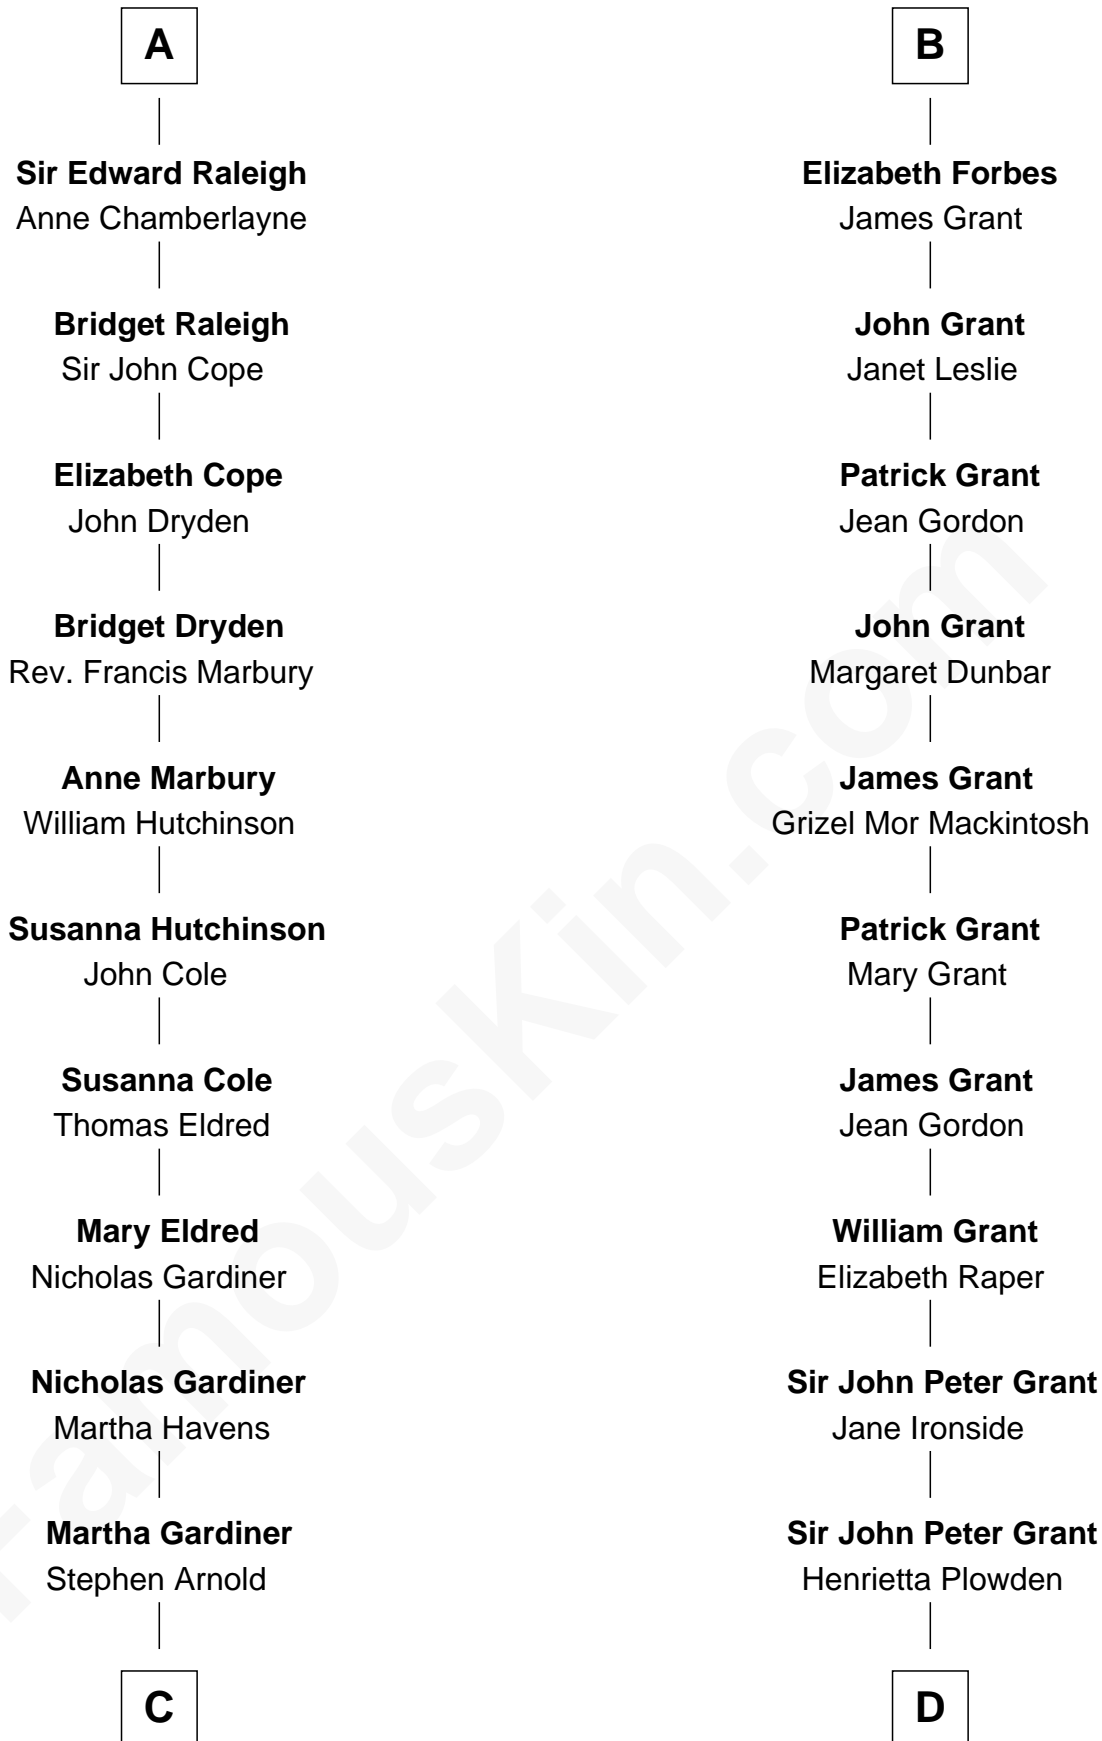 A
Sir Edward Raleigh
Anne Chamberlayne
Bridget Raleigh
Sir John Cope
Elizabeth Cope
John Dryden
Bridget Dryden
Rev. Francis Marbury
Anne Marbury
William Hutchinson
Susanna Hutchinson
John Cole
Susanna Cole
Thomas Eldred
Mary Eldred
Nicholas Gardiner
Nicholas Gardiner
Martha Havens
Martha Gardiner
Stephen Arnold
C
B
Elizabeth Forbes
James Grant
John Grant
Janet Leslie
Patrick Grant
Jean Gordon
John Grant
Margaret Dunbar
James Grant
Grizel Mor Mackintosh
Patrick Grant
Mary Grant
James Grant
Jean Gordon
William Grant
Elizabeth Raper
Sir John Peter Grant
Jane Ironside
Sir John Peter Grant
Henrietta Plowden
D
FamousKin.com